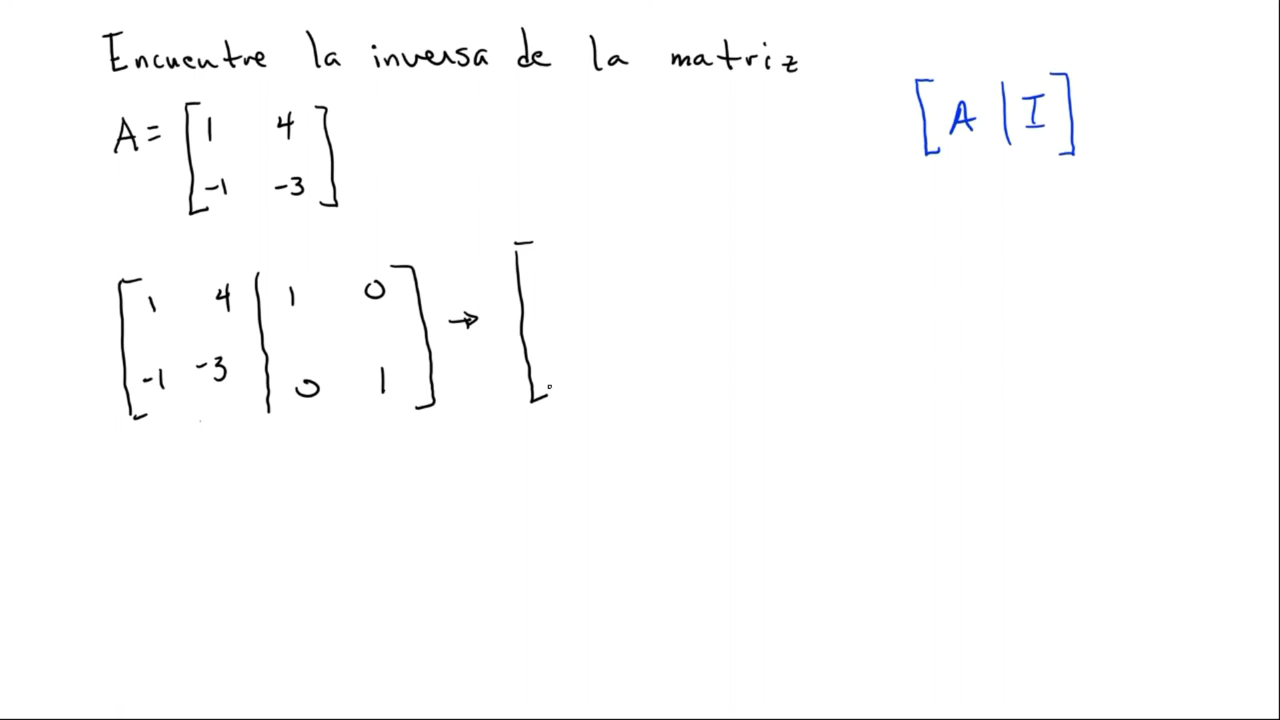 Encuentre la inversa de la matriz
[A | I]
A = [1 4
-1 -3]
[1 4 | 1 0
-1 -3 | 0 1] → [